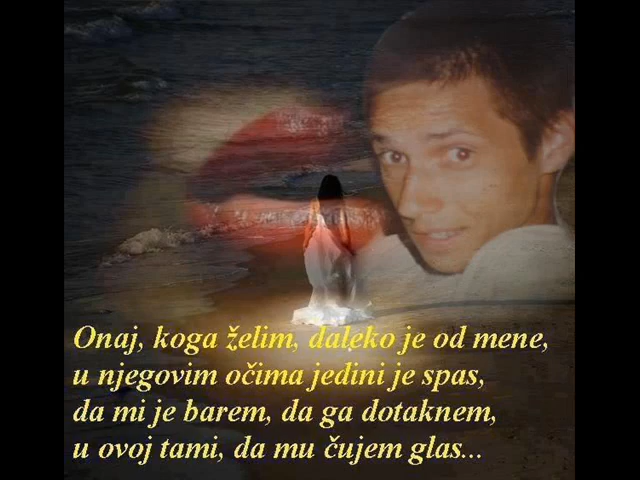 Onaj, koga želim, daleko je od mene,
u njegovim očima jedini je spas,
da mi je barem, da ga dotaknem,
u ovoj tami, da mu čujem glas...